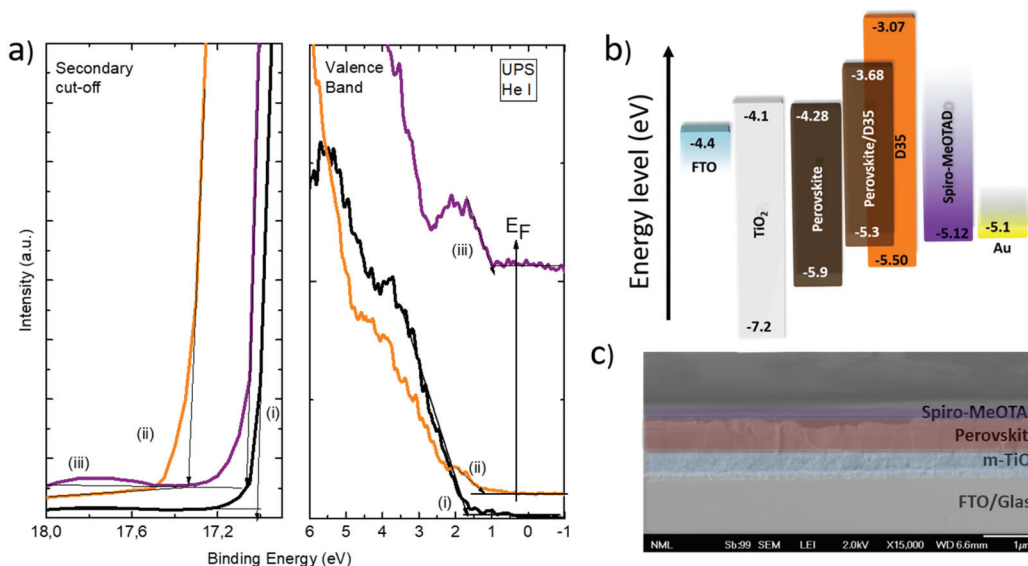 a)
Secondary
cut-off
Valence
Band
UPS
He I
E_F
(iii)
(ii)
(i)
(iii)
(ii)
(i)
Intensity (a.u.)
18,0
17,6
17,2
6
5
4
3
2
1
0
-1
Binding Energy (eV)
b)
Energy level (eV)
-4.4
FTO
-4.1
TiO2
-7.2
-4.28
Perovskite
-5.9
-3.68
Perovskite/D35
-5.3
-3.07
D35
-5.50
Spiro-MeOTAD
-5.12
-5.1
Au
c)
Spiro-MeOTA
Perovskit
m-TiO
FTO/Glas
NML Sb:99 SEM LEI 2.0kV X15,000 WD 6.6mm 1µm